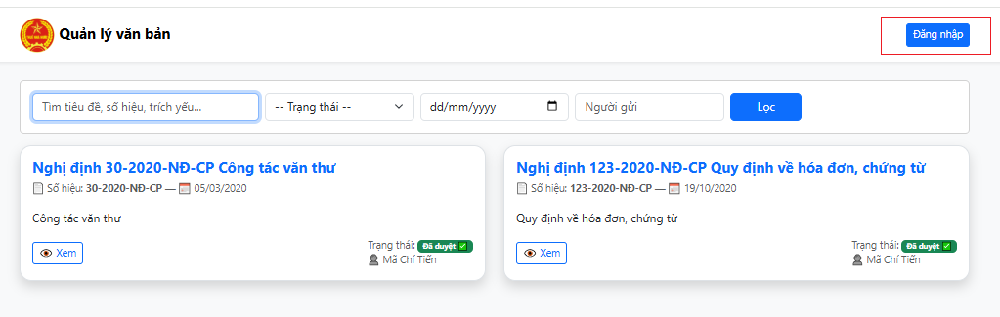 Quản lý văn bản
Đăng nhập
Tìm tiêu đề, số hiệu, trích yếu...
-- Trạng thái --
dd/mm/yyyy
Người gửi
Lọc
Nghị định 30-2020-NĐ-CP Công tác văn thư
Số hiệu: 30-2020-NĐ-CP — 05/03/2020
Công tác văn thư
Xem
Trạng thái: Đã duyệt
Mã Chí Tiến
Nghị định 123-2020-NĐ-CP Quy định về hóa đơn, chứng từ
Số hiệu: 123-2020-NĐ-CP — 19/10/2020
Quy định về hóa đơn, chứng từ
Xem
Trạng thái: Đã duyệt
Mã Chí Tiến